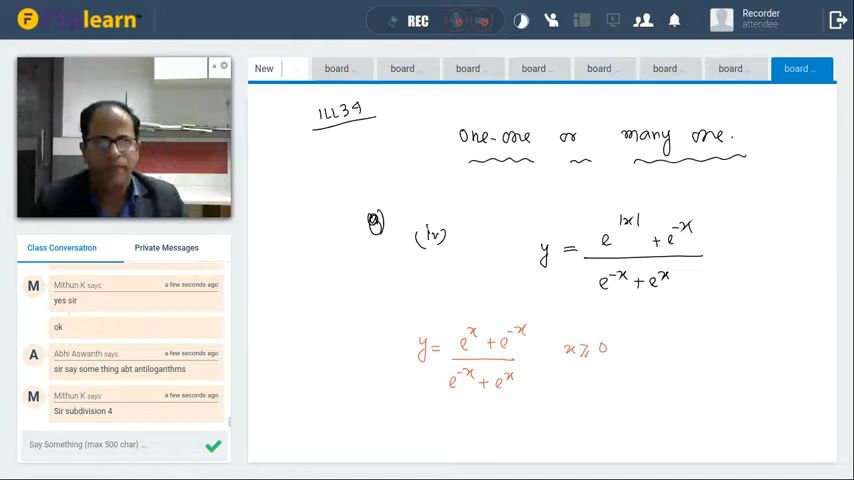 Fliplearn
REC
Recorder
attendee
New
board ...
board ...
board ...
board ...
board ...
board ...
board ...
board ...
ILL34
one-one or many one.
(iv)
y = e^|x| + e^-x / e^-x + e^x
y = e^x + e^-x / e^-x + e^x x ≥ 0
Class Conversation
Private Messages
M
Mithun K says:
a few seconds ago
yes sir
ok
A
Abhi Aswanth says:
a few seconds ago
sir say some thing abt antilogarithms
M
Mithun K says:
a few seconds ago
Sir subdivision 4
Say Something (max 500 char) ...